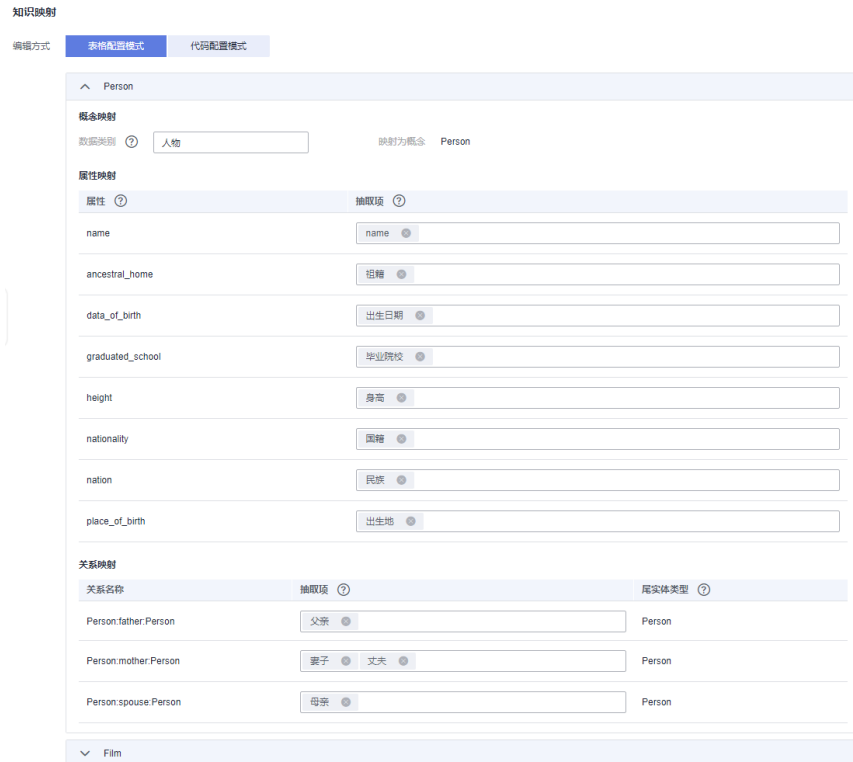 知识映射
编辑方式 表格配置模式 代码配置模式
Person
概念映射
数据类别 ? 人物 映射为概念 Person
属性映射
属性 ? 抽取项 ?
name name
ancestral_home 祖籍
data_of_birth 出生日期
graduated_school 毕业院校
height 身高
nationality 国籍
nation 民族
place_of_birth 出生地
关系映射
关系名称 抽取项 ? 尾实体类型 ?
Person:father:Person 父亲 Person
Person:mother:Person 妻子 丈夫 Person
Person:spouse:Person 母亲 Person
Film